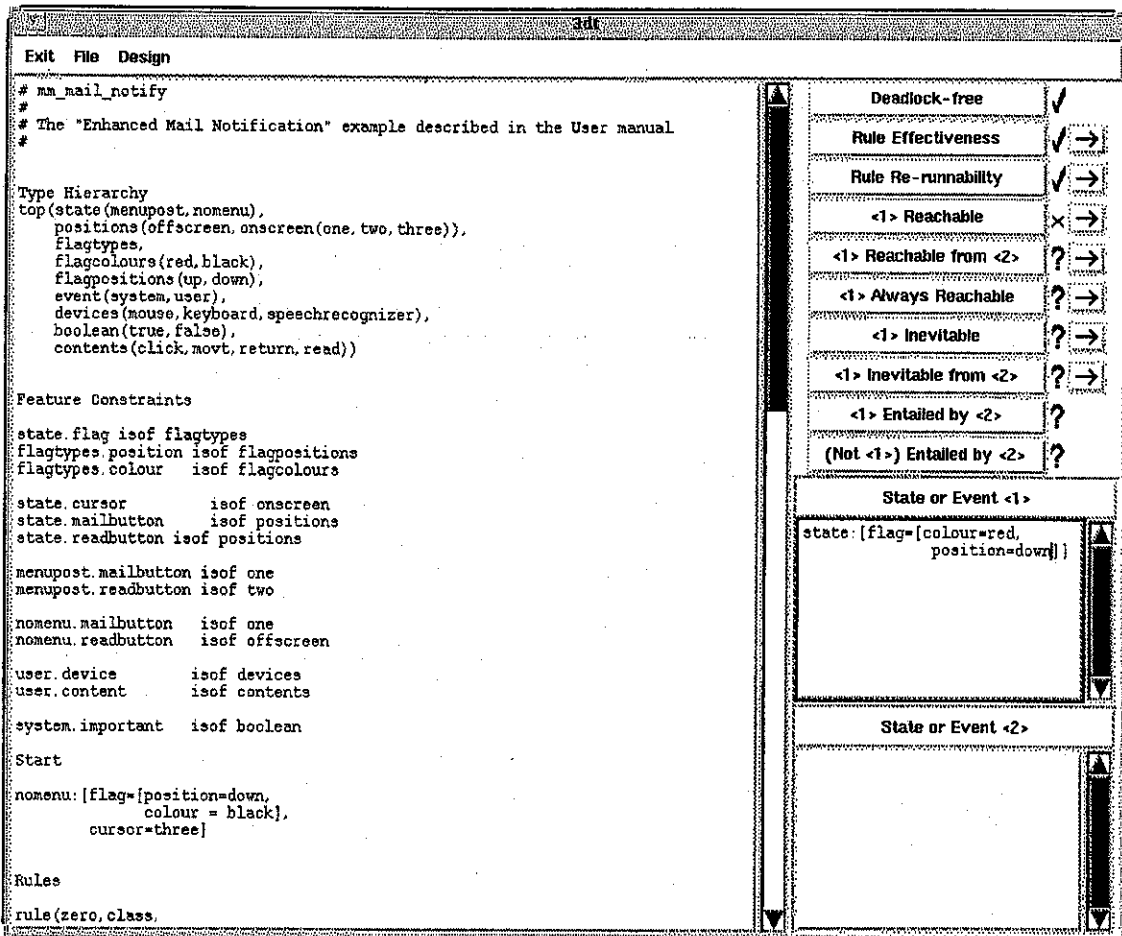 3dt
Exit File Design
# mm_mail_notify
#
# The "Enhanced Mail Notification" example described in the User manual
#
Type Hierarchy
top(state(menupost,nomenu),
positions(offscreen,onscreen(one,two,three)),
flagtypes,
flagcolours(red,black),
flagpositions(up,down),
event(system,user),
devices(mouse,keyboard,speechrecognizer),
boolean(true,false),
contents(click,movt,return,read))
Feature Constraints
state.flag isof flagtypes
flagtypes.position isof flagpositions
flagtypes.colour isof flagcolours
state.cursor isof onscreen
state.mailbutton isof positions
state.readbutton isof positions
menupost.mailbutton isof one
menupost.readbutton isof two
nomenu.mailbutton isof one
nomenu.readbutton isof offscreen
user.device isof devices
user.content isof contents
system.important isof boolean
Start
nomenu:[flag=[position=down,
colour = black],
cursor=three]
Rules
rule(zero,class,
Deadlock-free ✓
Rule Effectiveness ✓ →
Rule Re-runnability ✓ →
<1> Reachable × →
<1> Reachable from <2> ? →
<1> Always Reachable ? →
<1> Inevitable ? →
<1> Inevitable from <2> ? →
<1> Entailed by <2> ?
(Not <1>) Entailed by <2> ?
State or Event <1>
state:[flag=[colour=red,
position=down]]
State or Event <2>